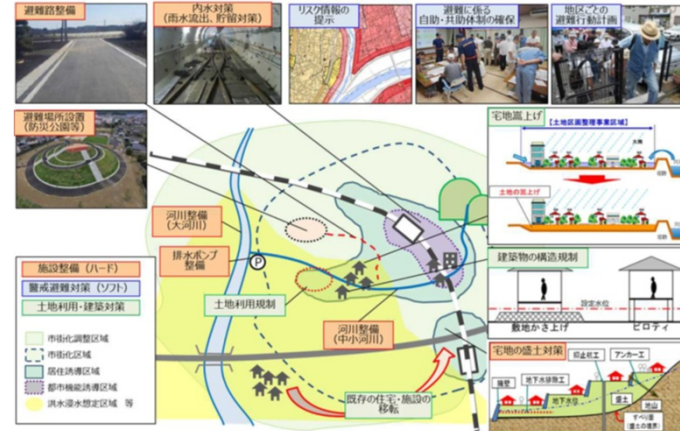 避難路整備
内水対策
(雨水流出、貯留対策)
リスク情報の
提示
避難に係る
自助・共助体制の確保
地区ごとの
避難行動計画
避難場所設置
(防災公園等)
宅地嵩上げ
【土地区画整理事業区域】
土地の嵩上げ
河川整備
(大河川)
排水ポンプ
整備
P
土地利用規制
河川整備
(中小河川)
既存の住宅・施設の
移転
建築物の構造規制
設定水位
敷地かさ上げ
ピロティ
宅地の盛土対策
抑止杭工
アンカー工
地下水排除工
擁壁
地下水位
盛土
地山
すべり面
(盛土の境界)
施設整備(ハード)
警戒避難対策(ソフト)
土地利用・建築対策
市街化調整区域
市街化区域
居住誘導区域
都市機能誘導区域
洪水浸水想定区域 等